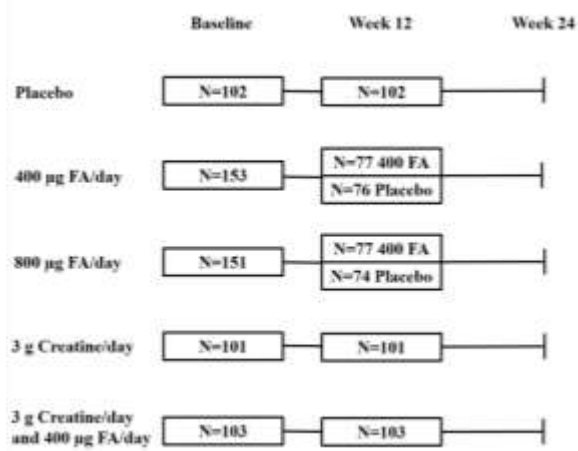 Baseline Week 12 Week 24
Placebo N=102 N=102
400 µg FA/day N=153 N=77 400 FA
N=76 Placebo
800 µg FA/day N=151 N=77 400 FA
N=74 Placebo
3 g Creatine/day N=101 N=101
3 g Creatine/day
and 400 µg FA/day N=103 N=103